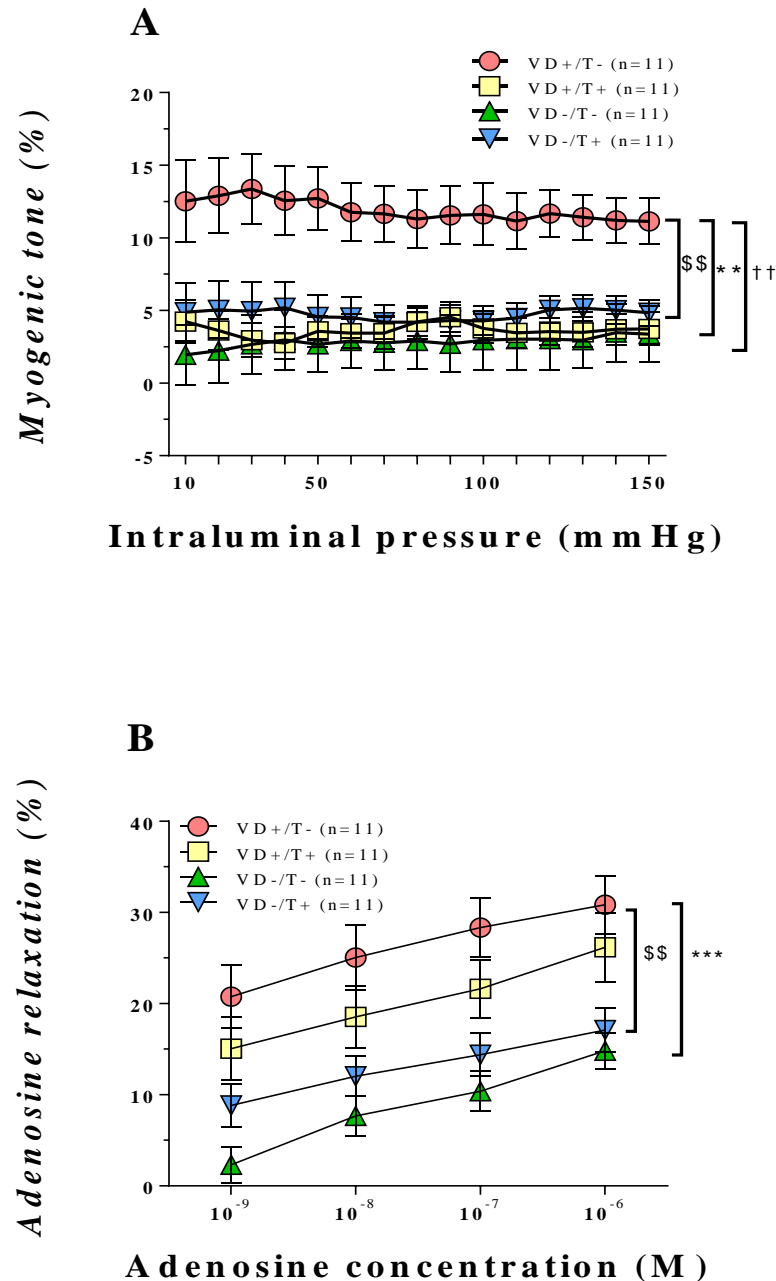 A
VD+/T- (n=11)
VD+/T+ (n=11)
VD-/T- (n=11)
VD-/T+ (n=11)
Myogenic tone (%)
20
15
10
5
0
-5
$$
**
††
10
50
100
150
Intraluminal pressure (mmHg)
B
VD+/T- (n=11)
VD+/T+ (n=11)
VD-/T- (n=11)
VD-/T+ (n=11)
Adenosine relaxation (%)
40
30
20
10
0
$$
***
10⁻⁹
10⁻⁸
10⁻⁷
10⁻⁶
Adenosine concentration (M)